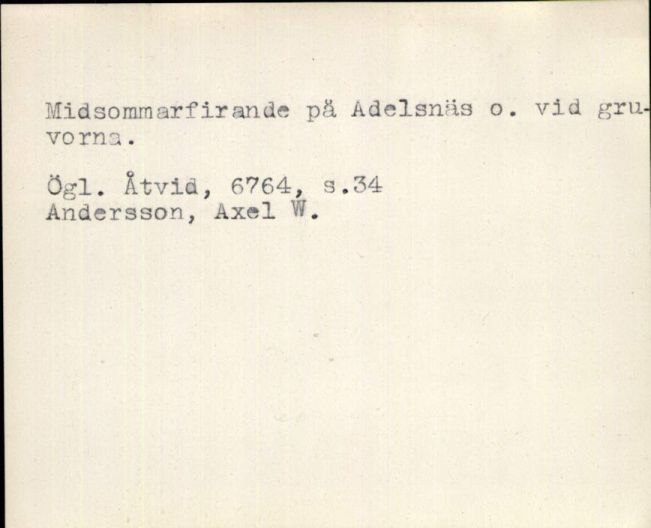 Midsommarfirande på Adelsnäs o. vid gru-
vorna.
Ögl. Åtvid, 6764, s.34
Andersson, Axel W.